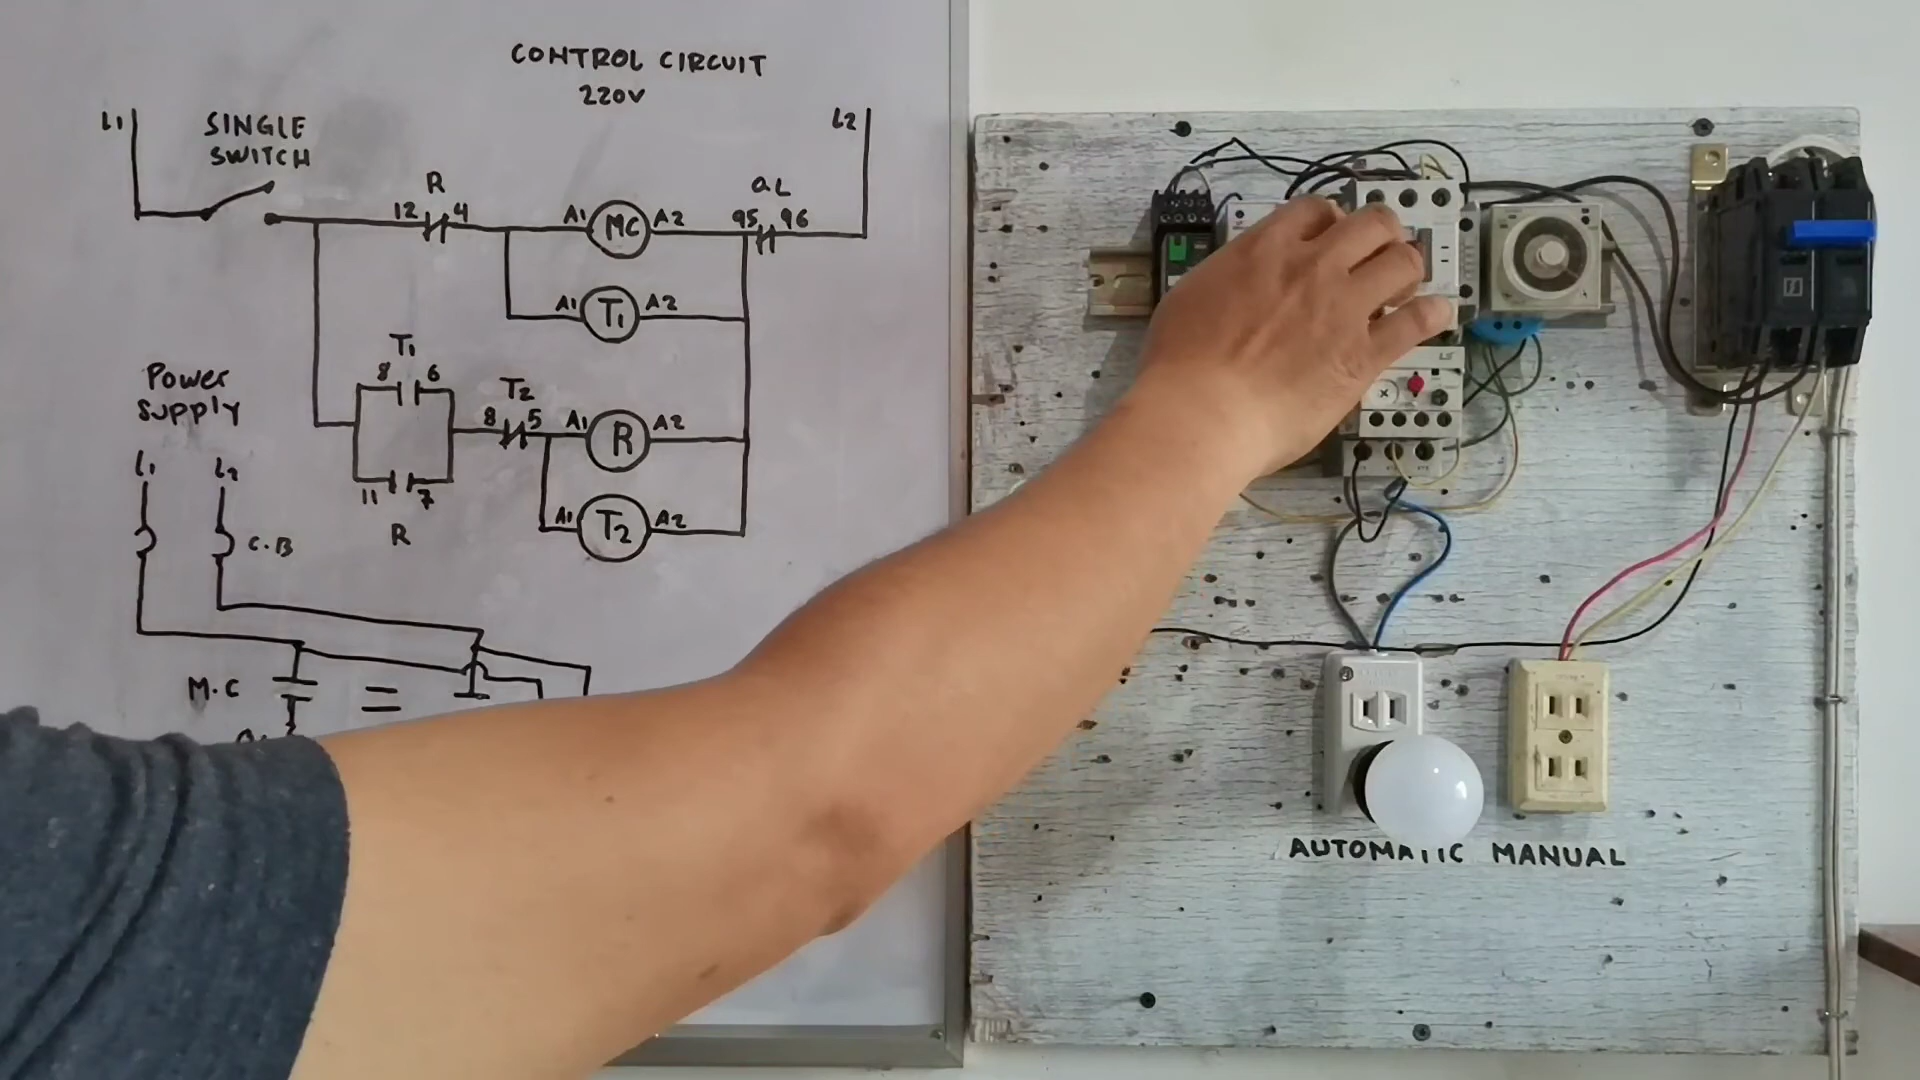 CONTROL CIRCUIT
220V
L1
SINGLE
SWITCH
L2
R
OL
12 4
A1 MC A2
95 96
A1 T1 A2
T1
8 6
T2
8 5
A1 R A2
11 7
R
A1 T2 A2
Power
Supply
L1 L2
C.B
M.C
LS
AUTOMATIC MANUAL